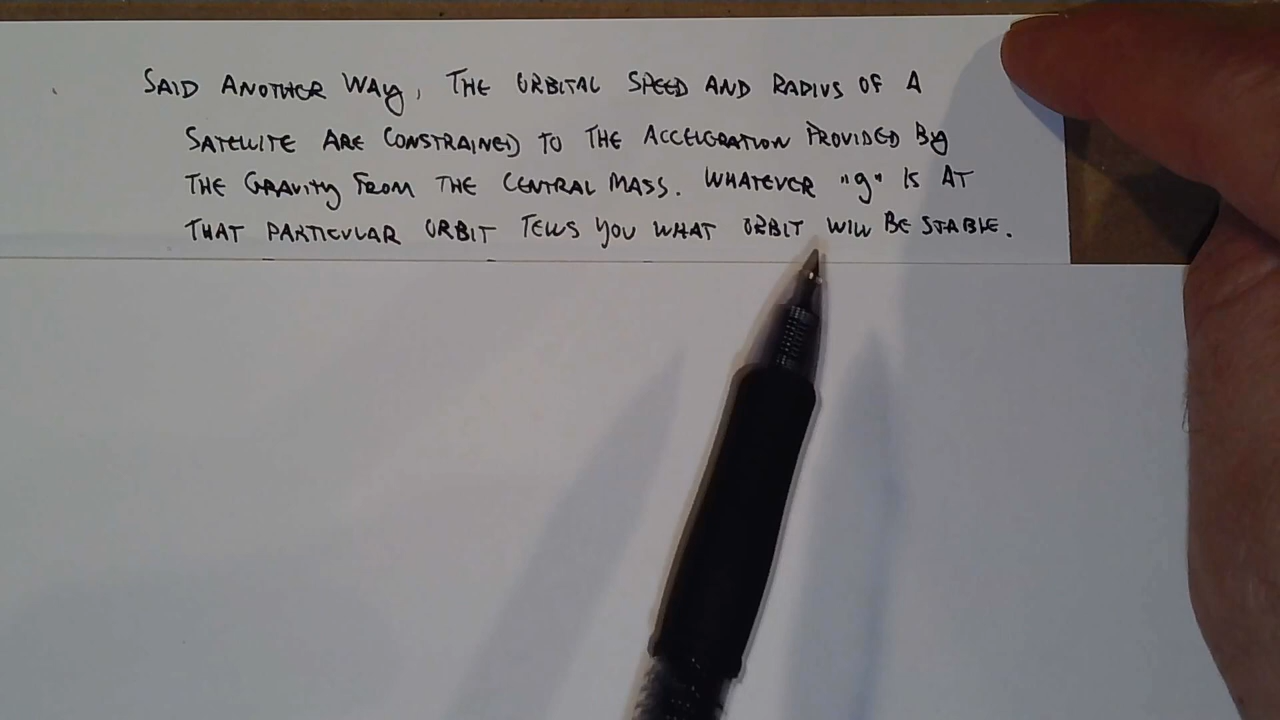 SAID ANOTHER WAY, THE ORBITAL SPEED AND RADIUS OF A
SATELLITE ARE CONSTRAINED TO THE ACCELERATION PROVIDED BY
THE GRAVITY FROM THE CENTRAL MASS. WHATEVER "g" IS AT
THAT PARTICULAR ORBIT TELLS YOU WHAT ORBIT WILL BE STABLE.